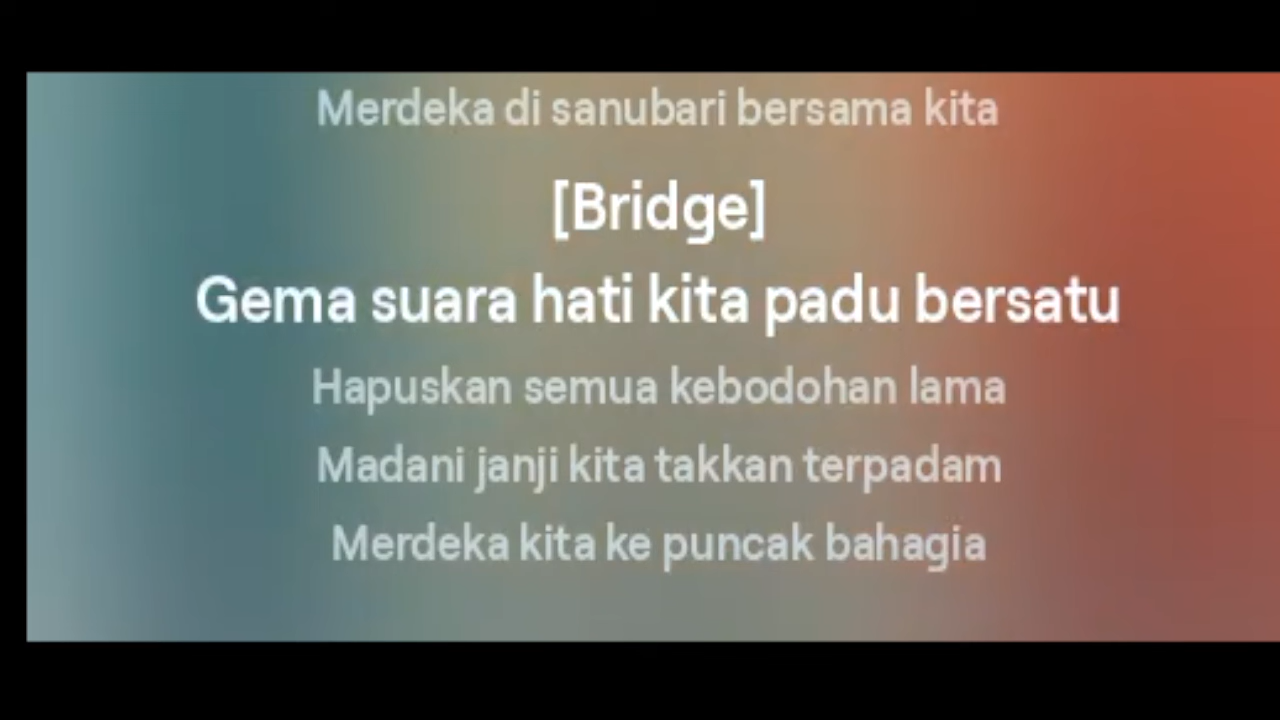 Merdeka di sanubari bersama kita
[Bridge]
Gema suara hati kita padu bersatu
Hapuskan semua kebodohan lama
Madani janji kita takkan terpadam
Merdeka kita ke puncak bahagia